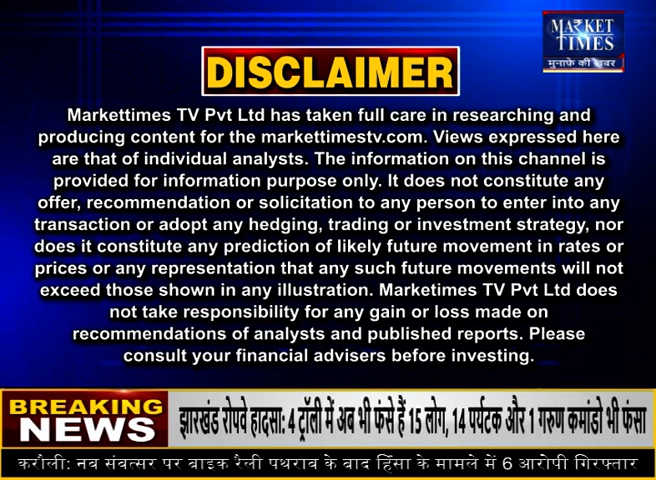 MARKET
TIMES
मुनाफे की खबर
DISCLAIMER
Markettimes TV Pvt Ltd has taken full care in researching and
producing content for the markettimestv.com. Views expressed here
are that of individual analysts. The information on this channel is
provided for information purpose only. It does not constitute any
offer, recommendation or solicitation to any person to enter into any
transaction or adopt any hedging, trading or investment strategy, nor
does it constitute any prediction of likely future movement in rates or
prices or any representation that any such future movements will not
exceed those shown in any illustration. Marketimes TV Pvt Ltd does
not take responsibility for any gain or loss made on
recommendations of analysts and published reports. Please
consult your financial advisers before investing.
BREAKING
NEWS
झारखंड रोपवे हादसा: 4 ट्रॉली में अब भी फंसे हैं 15 लोग, 14 पर्यटक और 1 गरुण कमांडो भी फंसा
करौली: नव संवत्सर पर बाइक रैली पथराव के बाद हिंसा के मामले में 6 आरोपी गिरफ्तार